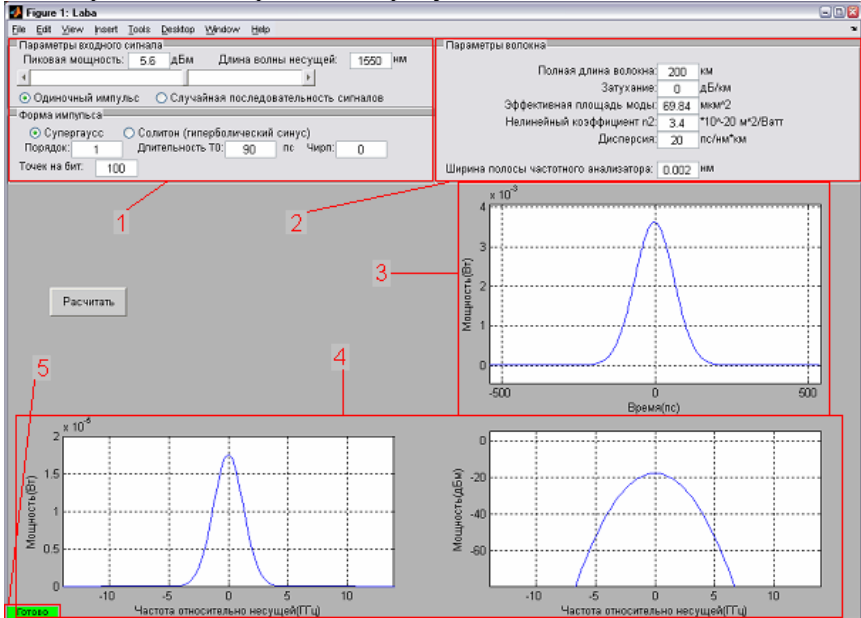 Figure 1: Laba
File Edit View Insert Tools Desktop Window Help
Параметры входного сигнала
Пиковая мощность: 5.6 дБм Длина волны несущей: 1550 нм
Одиночный импульс Случайная последовательность сигналов
Форма импульса
Супергаусс Солитон (гиперболический синус)
Порядок: 1 Длительность T0: 90 пс Чирп: 0
Точек на бит: 100
Параметры волокна
Полная длина волокна: 200 км
Затухание: 0 дБ/км
Эффективная площадь моды: 69.84 мкм^2
Нелинейный коэффициент n2: 3.4 *10^-20 м^2/Ватт
Дисперсия: 20 пс/нм*км
Ширина полосы частотного анализатора: 0.002 нм
1
2
3
4
5
Расчитать
x 10^-3
4
3
2
1
0
Мощность(Вт)
-500 0 500
Время(пс)
x 10^-5
2
1.5
1
0.5
0
Мощность(Вт)
-10 -5 0 5 10
Частота относительно несущей(ГГц)
0
-20
-40
-60
Мощность(дБм)
-10 -5 0 5 10
Частота относительно несущей(ГГц)
Готово